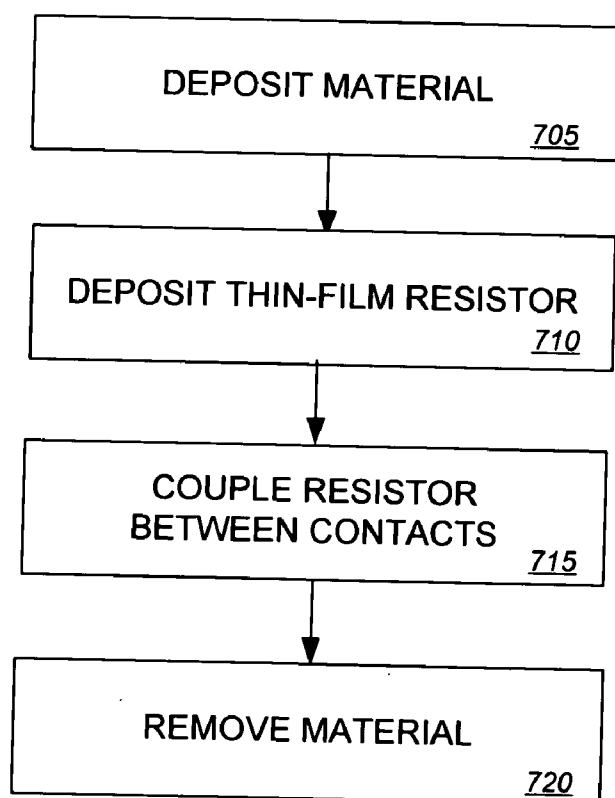 DEPOSIT MATERIAL
705
DEPOSIT THIN-FILM RESISTOR
710
COUPLE RESISTOR
BETWEEN CONTACTS
715
REMOVE MATERIAL
720